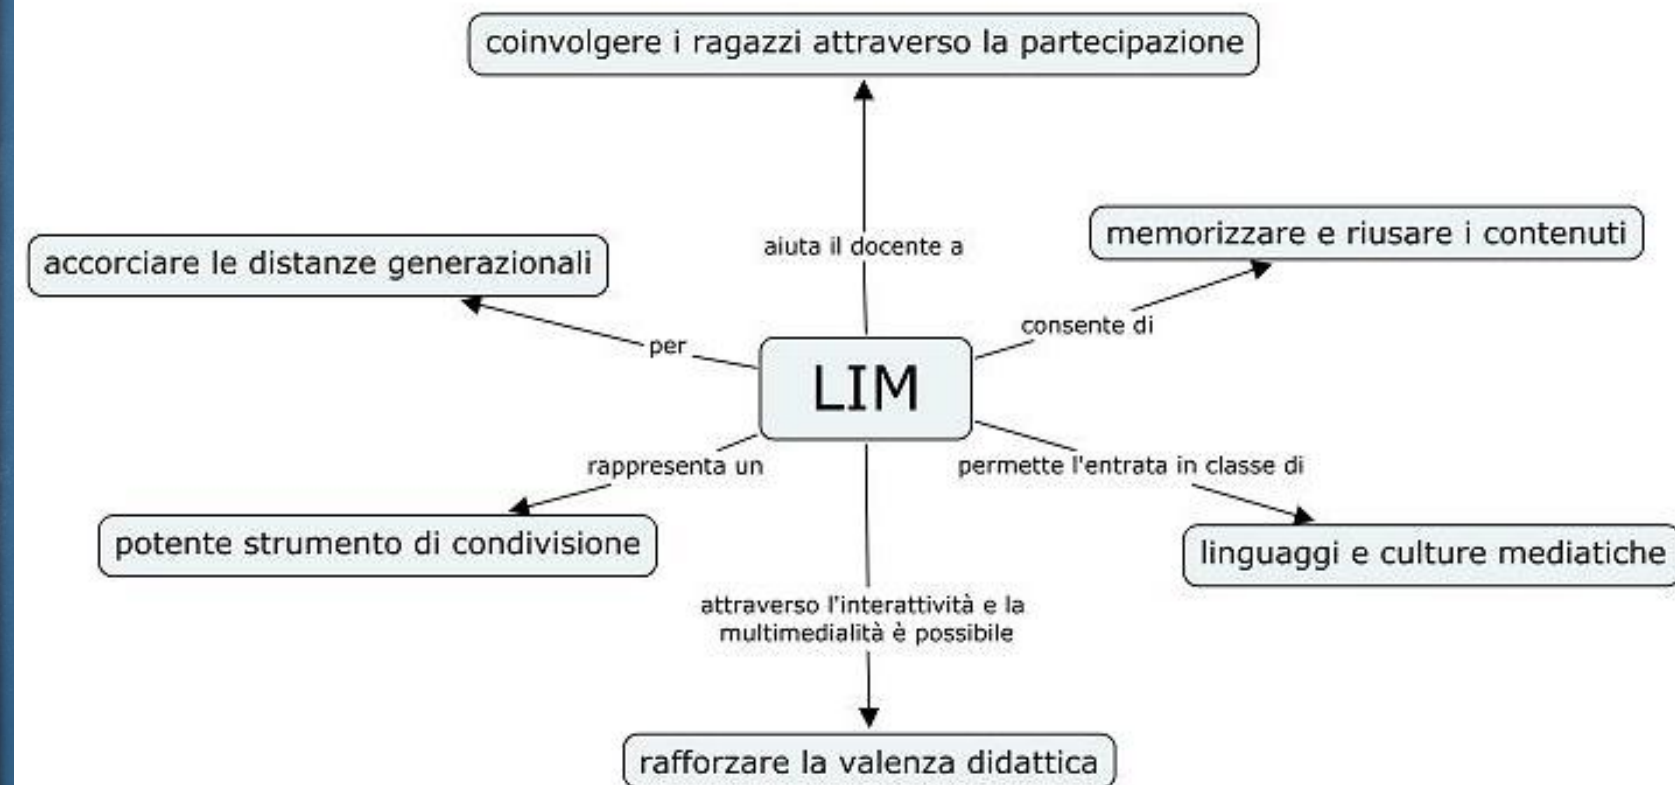 coinvolgere i ragazzi attraverso la partecipazione
aiuta il docente a
memorizzare e riusare i contenuti
accorciare le distanze generazionali
consente di
per
LIM
rappresenta un
permette l'entrata in classe di
potente strumento di condivisione
linguaggi e culture mediatiche
attraverso l'interattività e la
multimedialità è possibile
rafforzare la valenza didattica